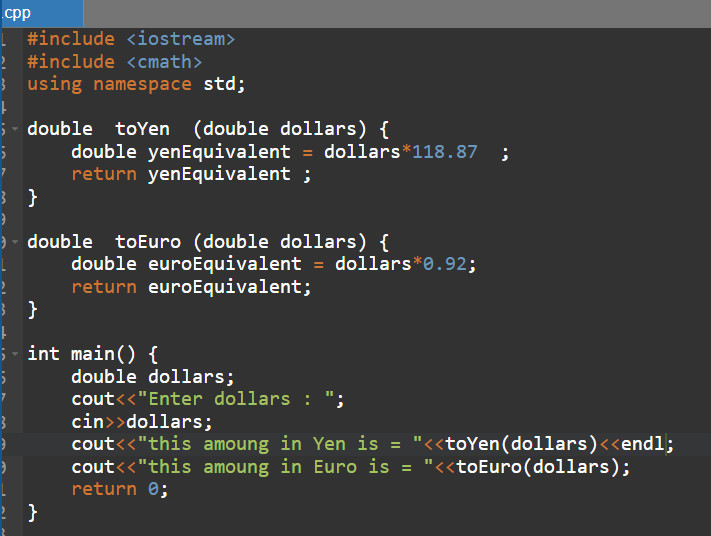 .cpp
#include <iostream>
#include <cmath>
using namespace std;
double  toYen  (double dollars) {
double yenEquivalent = dollars*118.87  ;
return yenEquivalent ;
}
double  toEuro (double dollars) {
double euroEquivalent = dollars*0.92;
return euroEquivalent;
}
int main() {
double dollars;
cout<<"Enter dollars : ";
cin>>dollars;
cout<<"this amoung in Yen is = "<<toYen(dollars)<<endl;
cout<<"this amoung in Euro is = "<<toEuro(dollars);
return 0;
}